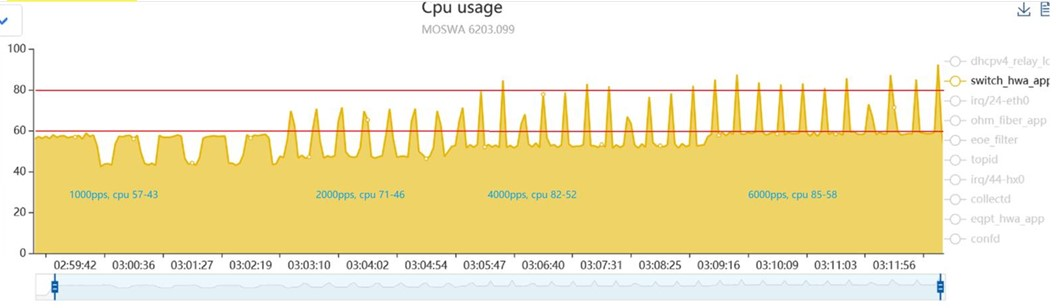 Cpu usage
MOSWA 6203.099
100
80
60
40
20
0
1000pps, cpu 57-43
2000pps, cpu 71-46
4000pps, cpu 82-52
6000pps, cpu 85-58
02:59:42 03:00:36 03:01:27 03:02:19 03:03:10 03:04:02 03:04:54 03:05:47 03:06:40 03:07:31 03:08:25 03:09:16 03:10:09 03:11:03 03:11:56
dhcpv4_relay_lc
switch_hwa_app
irq/24-eth0
ohm_fiber_app
eoe_filter
topid
irq/44-hx0
collectd
eqpt_hwa_app
confd